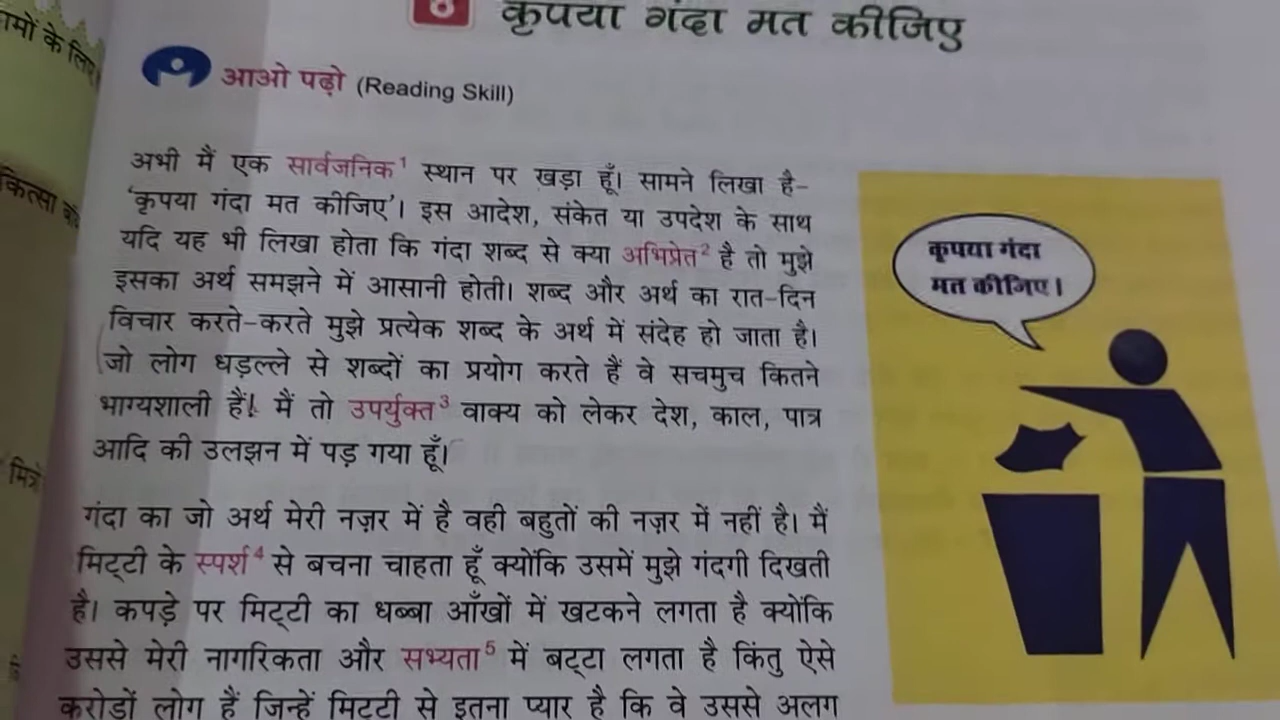 कृपया गंदा मत कीजिए
आओ पढ़ो (Reading Skill)
अभी मैं एक सार्वजनिक1 स्थान पर खड़ा हूँ। सामने लिखा है-
‘कृपया गंदा मत कीजिए’। इस आदेश, संकेत या उपदेश के साथ
यदि यह भी लिखा होता कि गंदा शब्द से क्या अभिप्रेत2 है तो मुझे
इसका अर्थ समझने में आसानी होती। शब्द और अर्थ का रात-दिन
विचार करते-करते मुझे प्रत्येक शब्द के अर्थ में संदेह हो जाता है।
जो लोग धड़ल्ले से शब्दों का प्रयोग करते हैं वे सचमुच कितने
भाग्यशाली हैं! मैं तो उपर्युक्त3 वाक्य को लेकर देश, काल, पात्र
आदि की उलझन में पड़ गया हूँ।
गंदा का जो अर्थ मेरी नज़र में है वही बहुतों की नज़र में नहीं है। मैं
मिट्टी के स्पर्श4 से बचना चाहता हूँ क्योंकि उसमें मुझे गंदगी दिखती
है। कपड़े पर मिट्टी का धब्बा आँखों में खटकने लगता है क्योंकि
उससे मेरी नागरिकता और सभ्यता5 में बट्टा लगता है किंतु ऐसे
करोड़ों लोग हैं जिन्हें मिट्टी से इतना प्यार है कि वे उससे अलग
कृपया गंदा
मत कीजिए।
के लिए